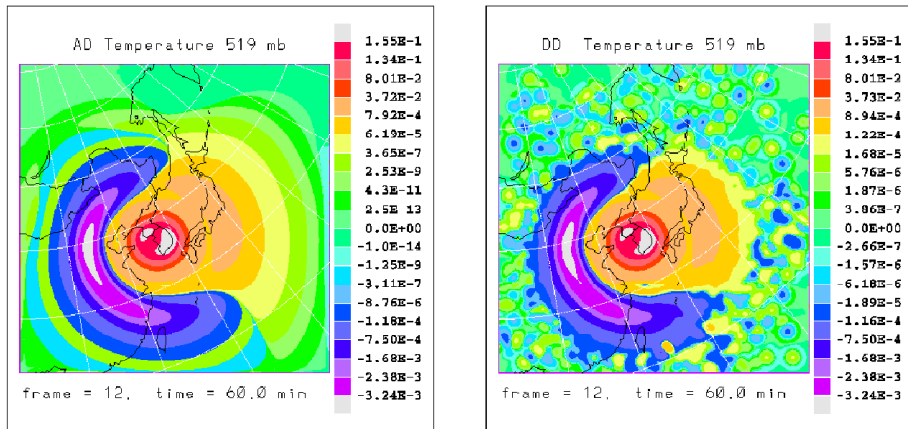 AD Temperature 519 mb
1.55E-1
1.34E-1
8.01E-2
3.72E-2
7.92E-4
6.19E-5
3.65E-7
2.53E-9
4.3E-11
2.5E 13
0.0E+00
-1.0E-14
-1.25E-9
-3.11E-7
-8.76E-6
-1.18E-4
-7.50E-4
-1.68E-3
-2.38E-3
-3.24E-3
frame = 12, time = 60.0 min
DD Temperature 519 mb
1.55E-1
1.34E-1
8.01E-2
3.73E-2
8.94E-4
1.22E-4
1.68E-5
5.76E-6
1.87E-6
3.06E-7
0.0E+00
-2.66E-7
-1.57E-6
-6.18E-6
-1.89E-5
-1.16E-4
-7.50E-4
-1.68E-3
-2.38E-3
-3.24E-3
frame = 12, time = 60.0 min